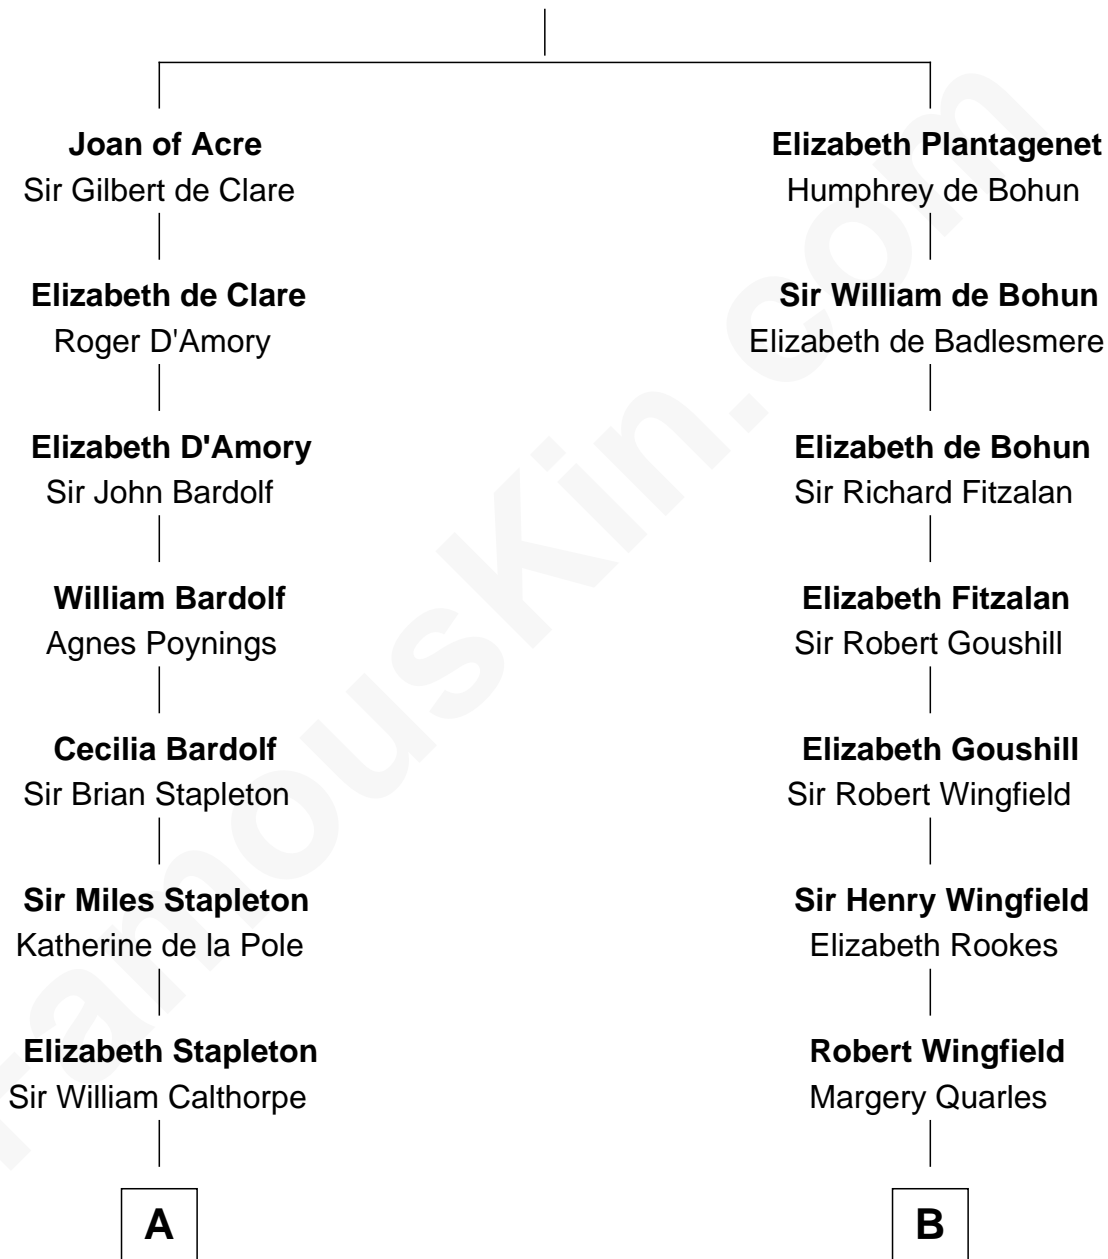 Joan of Acre
Sir Gilbert de Clare
Elizabeth de Clare
Roger D'Amory
Elizabeth D'Amory
Sir John Bardolf
William Bardolf
Agnes Poynings
Cecilia Bardolf
Sir Brian Stapleton
Sir Miles Stapleton
Katherine de la Pole
Elizabeth Stapleton
Sir William Calthorpe
A
Elizabeth Plantagenet
Humphrey de Bohun
Sir William de Bohun
Elizabeth de Badlesmere
Elizabeth de Bohun
Sir Richard Fitzalan
Elizabeth Fitzalan
Sir Robert Goushill
Elizabeth Goushill
Sir Robert Wingfield
Sir Henry Wingfield
Elizabeth Rookes
Robert Wingfield
Margery Quarles
B
FamousKin.com